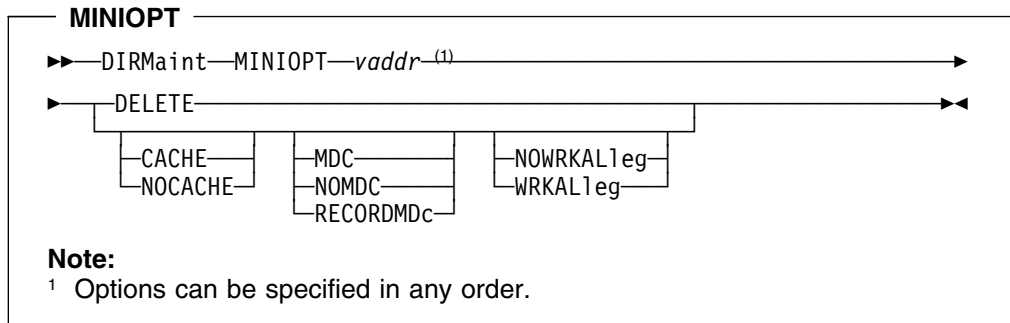 MINIOPT
DIRMaint MINIOPT vaddr (1)
DELETE
CACHE MDC NOWRKALleg
NOCACHE NOMDC WRKALleg
RECORDMDc
Note:
1 Options can be specified in any order.